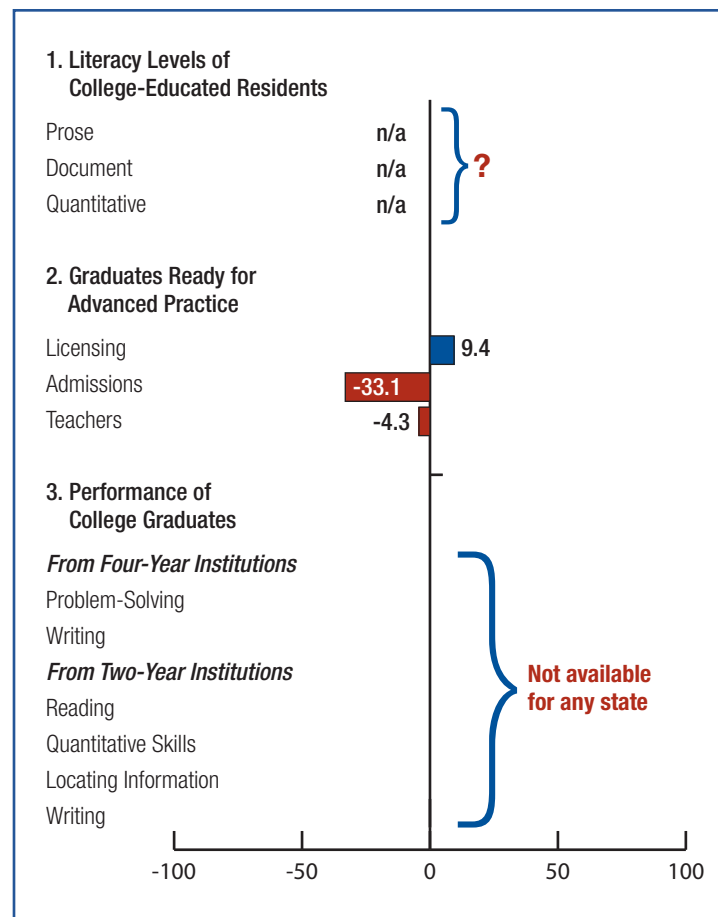 1. Literacy Levels of
College-Educated Residents
Prose n/a
Document n/a
Quantitative n/a
?
2. Graduates Ready for
Advanced Practice
Licensing 9.4
Admissions -33.1
Teachers -4.3
3. Performance of
College Graduates
From Four-Year Institutions
Problem-Solving
Writing
From Two-Year Institutions
Reading
Quantitative Skills
Locating Information
Writing
Not available
for any state
-100 -50 0 50 100